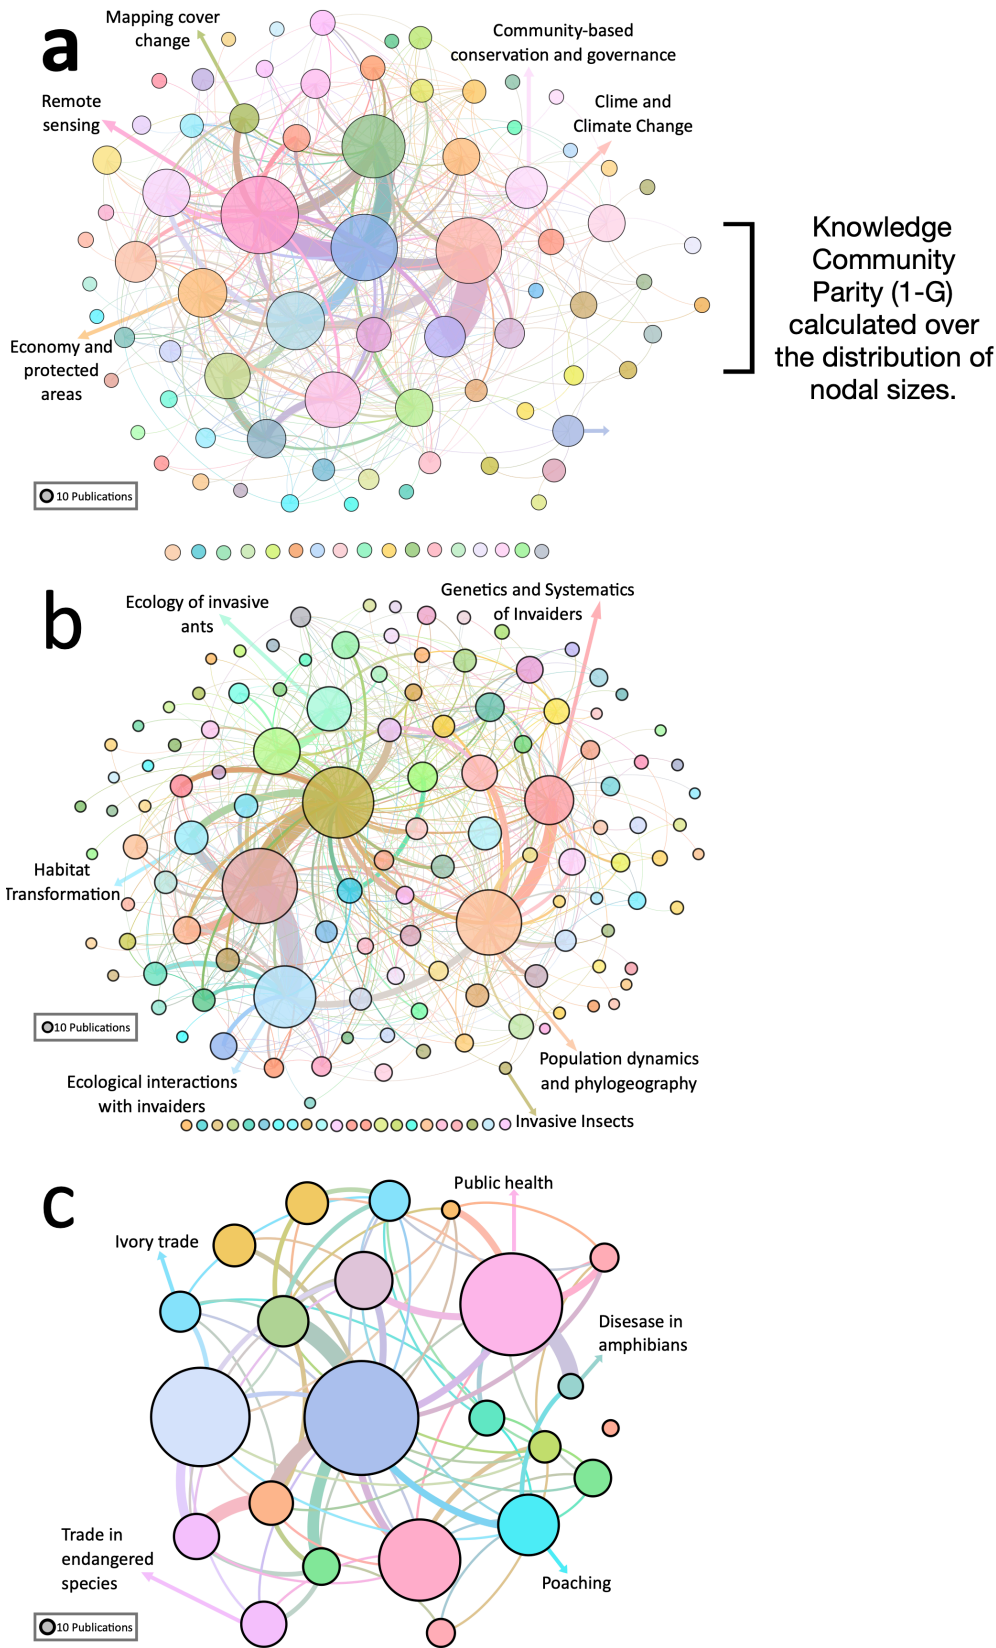 a
Mapping cover
change
Community-based
conservation and governance
Remote
sensing
Clime and
Climate Change
Knowledge
Community
Parity (1-G)
calculated over
the distribution of
nodal sizes.
Economy and
protected
areas
10 Publications
b
Ecology of invasive
ants
Genetics and Systematics
of Invaiders
Habitat
Transformation
10 Publications
Ecological interactions
with invaiders
Population dynamics
and phylogeography
Invasive Insects
c
Public health
Ivory trade
Disesase in
amphibians
Trade in
endangered
species
Poaching
10 Publications